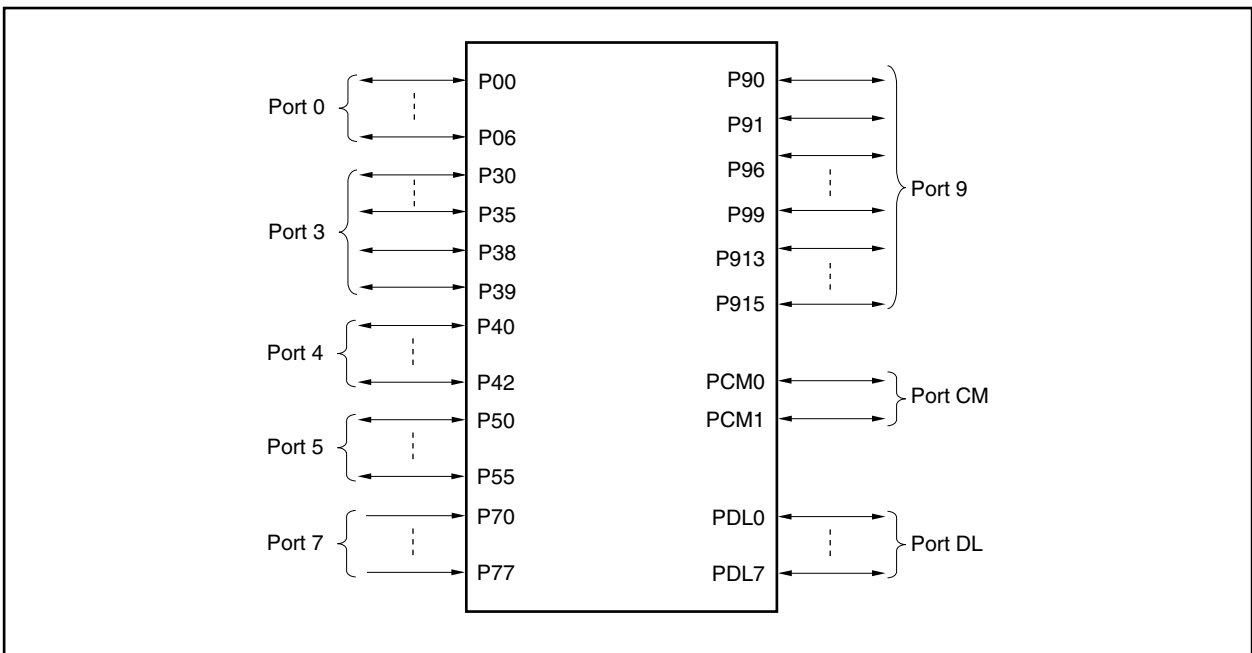 Port 0
P00
P06
Port 3
P30
P35
P38
P39
Port 4
P40
P42
Port 5
P50
P55
Port 7
P70
P77
P90
P91
P96
P99
P913
P915
Port 9
PCM0
PCM1
Port CM
PDL0
PDL7
Port DL